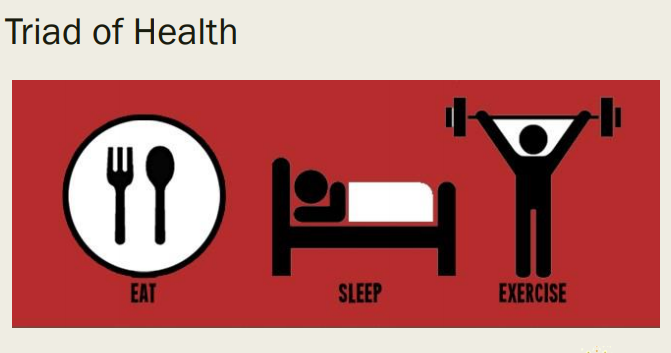 Triad of Health
EAT
SLEEP
EXERCISE